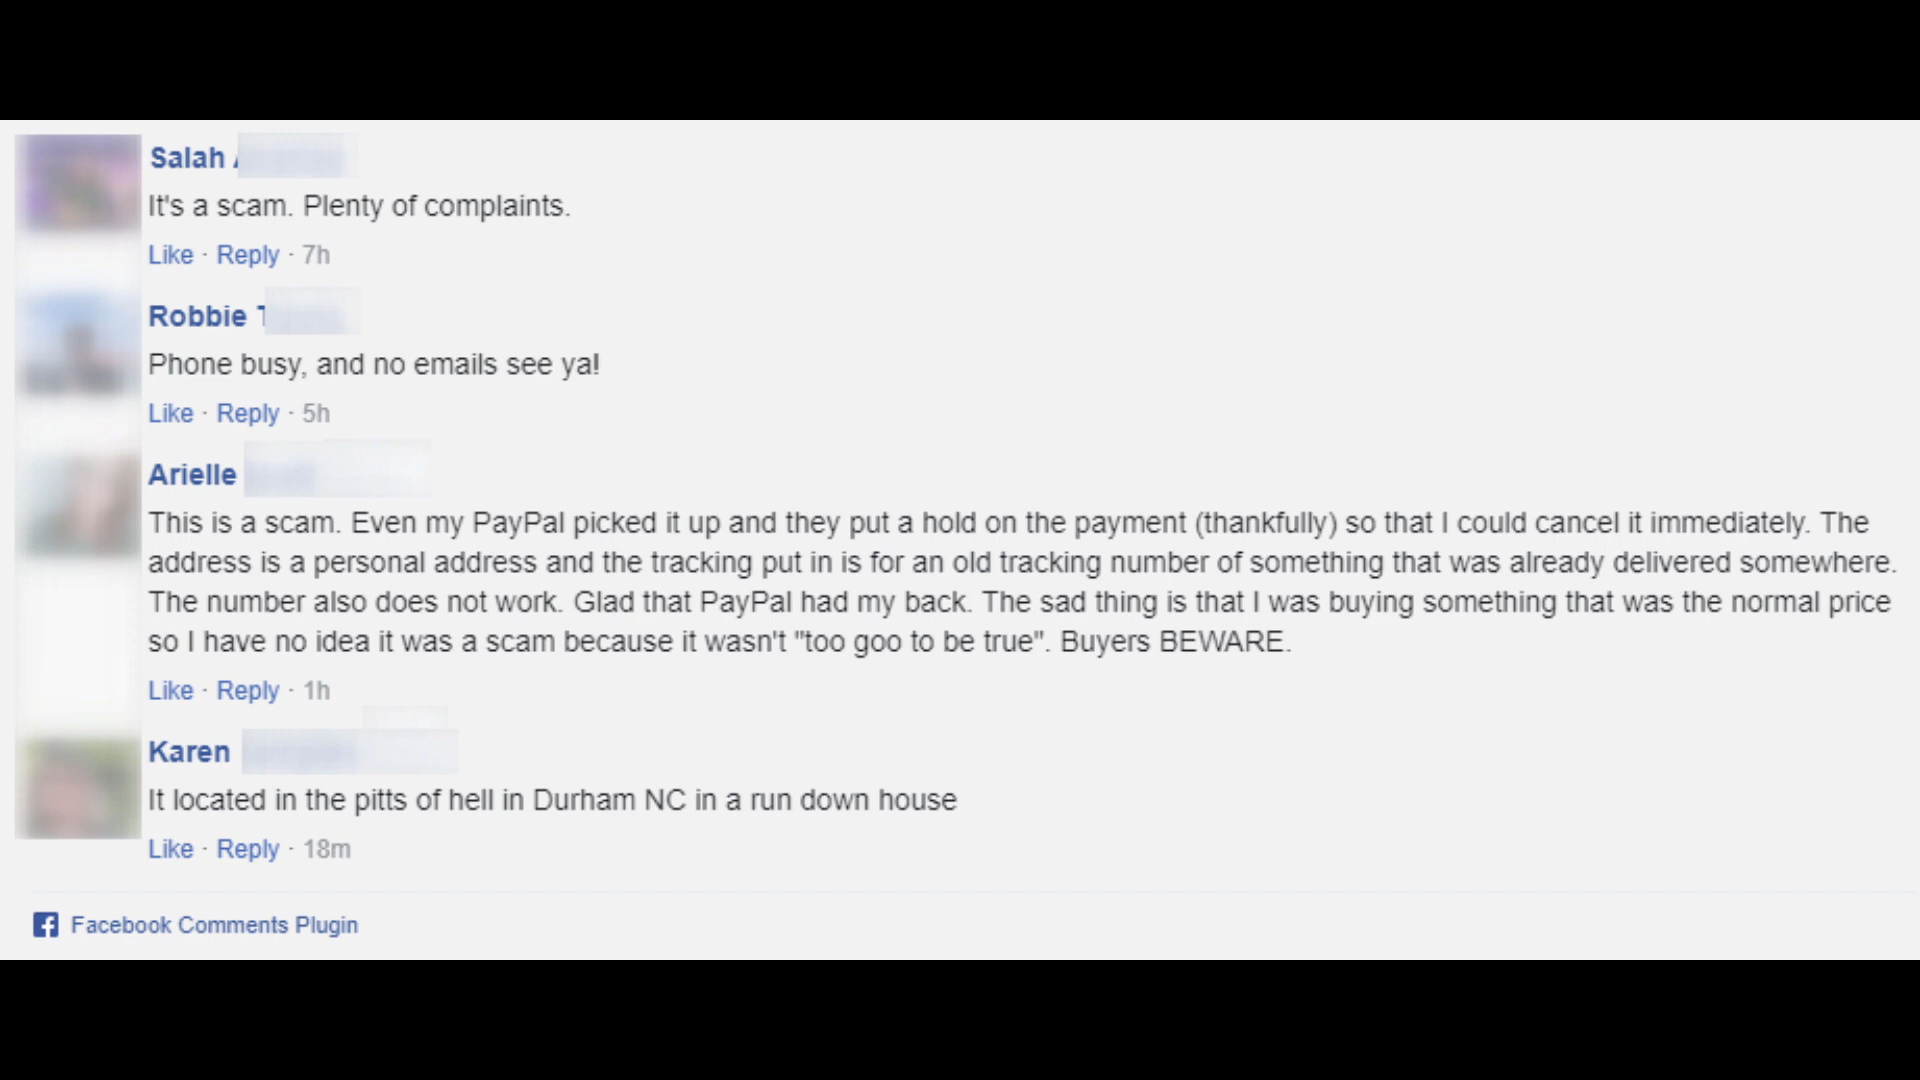 Salah
It's a scam. Plenty of complaints.
Like · Reply · 7h
Robbie T
Phone busy, and no emails see ya!
Like · Reply · 5h
Arielle
This is a scam. Even my PayPal picked it up and they put a hold on the payment (thankfully) so that I could cancel it immediately. The
address is a personal address and the tracking put in is for an old tracking number of something that was already delivered somewhere.
The number also does not work. Glad that PayPal had my back. The sad thing is that I was buying something that was the normal price
so I have no idea it was a scam because it wasn't "too goo to be true". Buyers BEWARE.
Like · Reply · 1h
Karen
It located in the pitts of hell in Durham NC in a run down house
Like · Reply · 18m
Facebook Comments Plugin